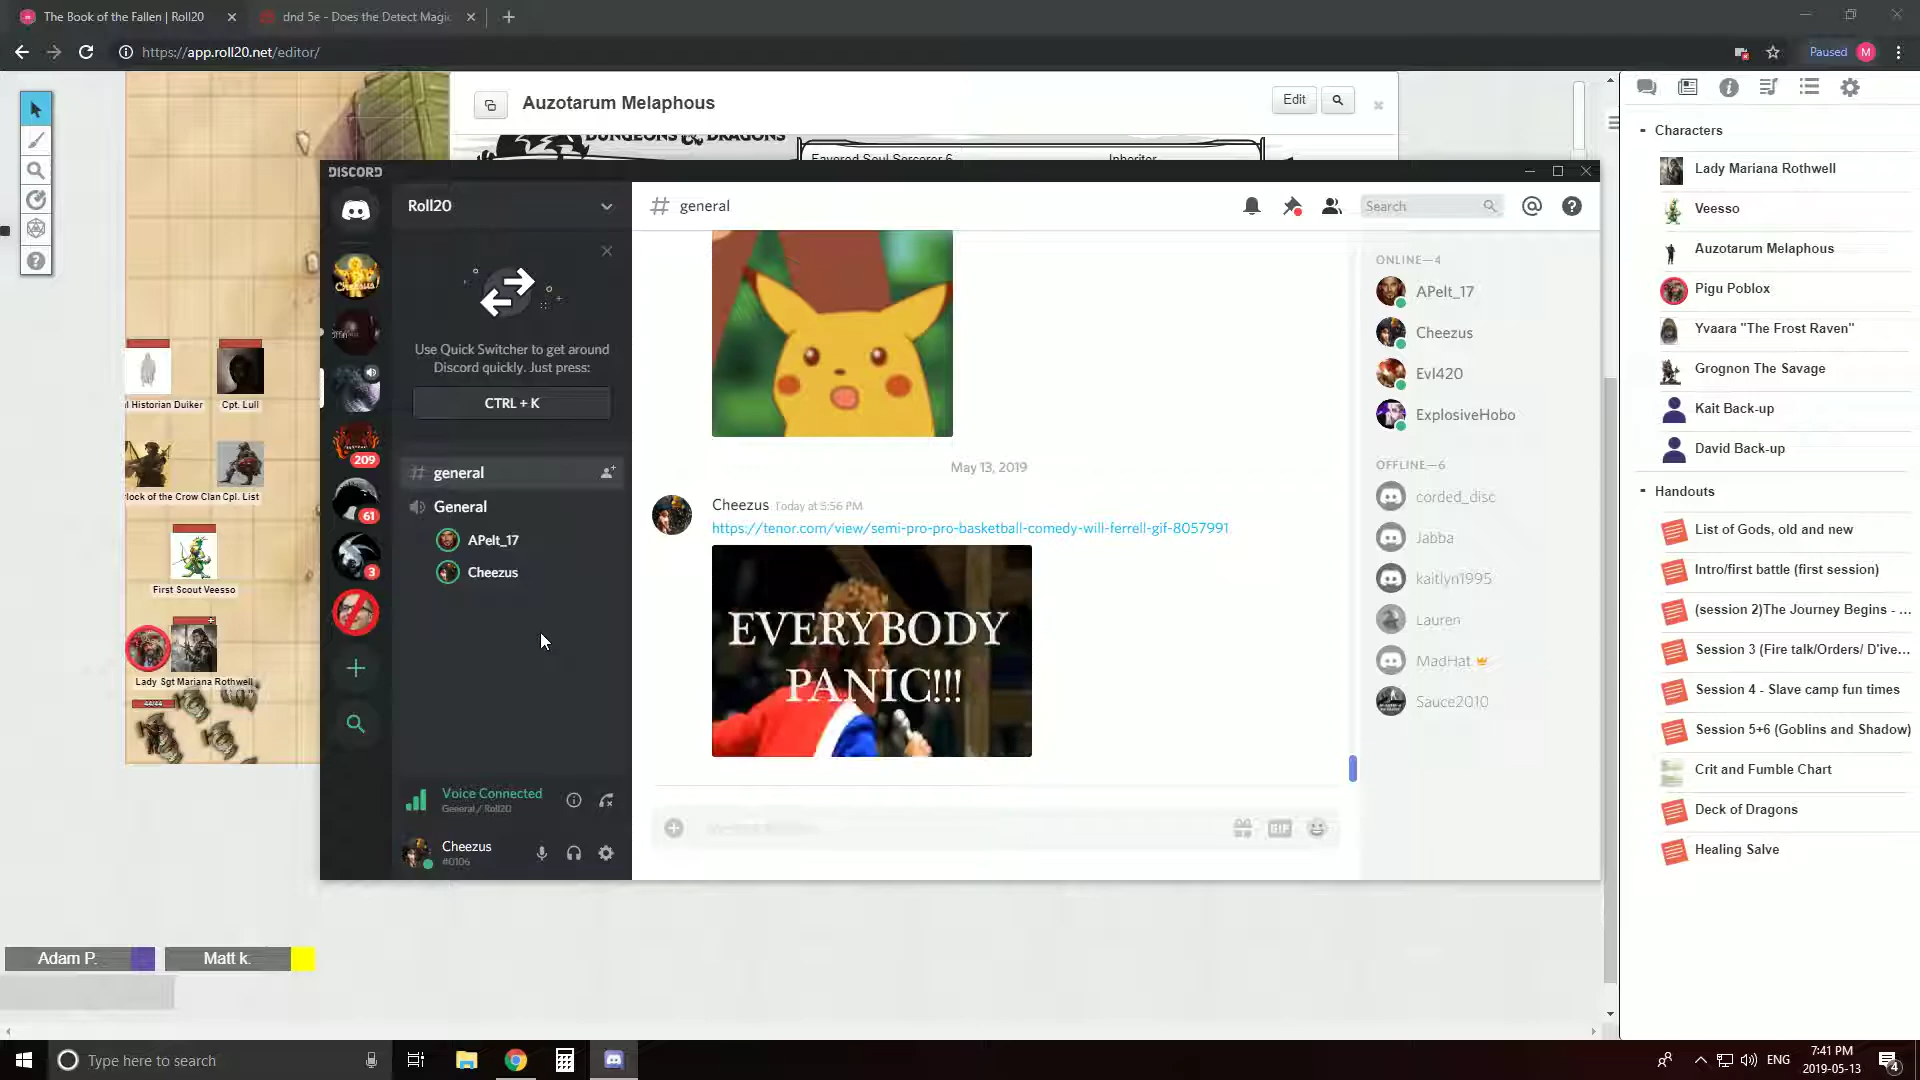 The Book of the Fallen | Roll20
dnd 5e - Does the Detect Magic
https://app.roll20.net/editor/
Paused
M
Auzotarum Melaphous
Edit
DUNGEONS & DRAGONS
Favored Soul Sorcerer 6
Inheritor
DISCORD
Roll20
general
Search
Use Quick Switcher to get around
Discord quickly. Just press:
CTRL + K
general
General
APelt_17
Cheezus
209
61
3
Voice Connected
General / Roll20
Cheezus
#0106
May 13, 2019
Cheezus Today at 5:56 PM
https://tenor.com/view/semi-pro-pro-basketball-comedy-will-ferrell-gif-8057991
EVERYBODY
PANIC!!!
GIF
ONLINE—4
APelt_17
Cheezus
Evl420
ExplosiveHobo
OFFLINE—6
corded_disc
Jabba
kaitlyn1995
Lauren
MadHat
Sauce2010
l Historian Duiker
Cpt. Lull
lock of the Crow Clan
Cpl. List
First Scout Veesso
Lady Sgt Mariana Rothwell
44/44
Adam P.
Matt k.
Characters
Lady Mariana Rothwell
Veesso
Auzotarum Melaphous
Pigu Poblox
Yvaara "The Frost Raven"
Grognon The Savage
Kait Back-up
David Back-up
Handouts
List of Gods, old and new
Intro/first battle (first session)
(session 2)The Journey Begins - ...
Session 3 (Fire talk/Orders/ D'ive...
Session 4 - Slave camp fun times
Session 5+6 (Goblins and Shadow)
Crit and Fumble Chart
Deck of Dragons
Healing Salve
Type here to search
ENG
7:41 PM
2019-05-13
4